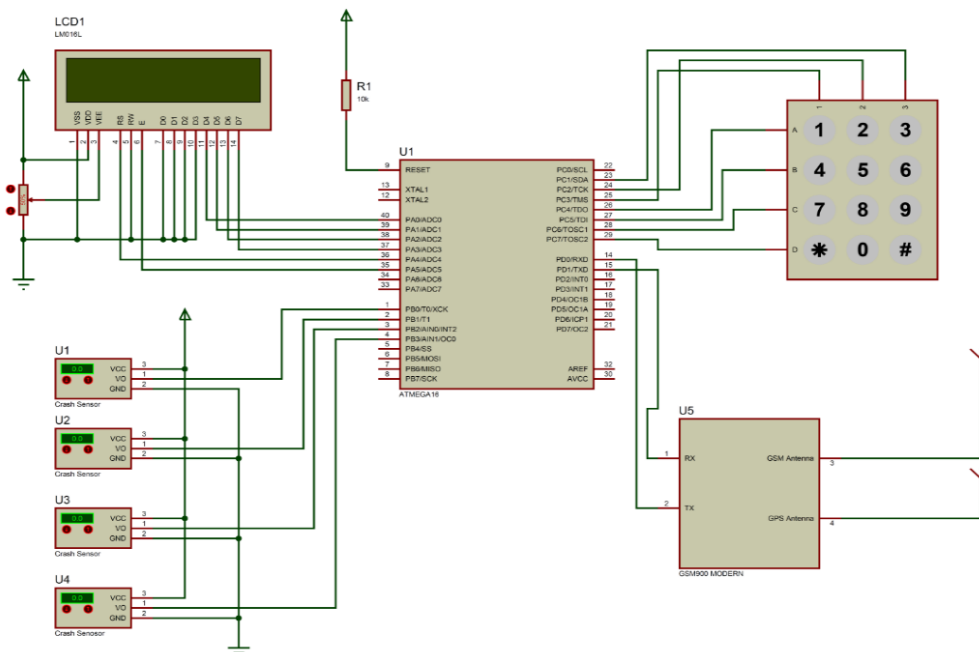 LCD1
LM016L
VSS VDD VEE RS RW E D0 D1 D2 D3 D4 D5 D6 D7
1 2 3 4 5 6 7 8 9 10 11 12 13 14
R1
10k
U1
9 RESET
13 XTAL1
12 XTAL2
40 PA0/ADC0
39 PA1/ADC1
38 PA2/ADC2
37 PA3/ADC3
36 PA4/ADC4
35 PA5/ADC5
34 PA6/ADC6
33 PA7/ADC7
1 PB0/T0/XCK
2 PB1/T1
3 PB2/AIN0/INT2
4 PB3/AIN1/OC0
5 PB4/SS
6 PB5/MOSI
7 PB6/MISO
8 PB7/SCK
PC0/SCL 22
PC1/SDA 23
PC2/TCK 24
PC3/TMS 25
PC4/TDO 26
PC5/TDI 27
PC6/TOSC1 28
PC7/TOSC2 29
PD0/RXD 14
PD1/TXD 15
PD2/INT0 16
PD3/INT1 17
PD4/OC1B 18
PD5/OC1A 19
PD6/ICP1 20
PD7/OC2 21
AREF 32
AVCC 30
ATMEGA16
1 2 3
A 1 2 3
B 4 5 6
C 7 8 9
D * 0 #
U1
0.0
VCC 3
I/O 1
GND 2
Crash Sensor
U2
0.0
VCC 3
I/O 1
GND 2
Crash Sensor
U3
0.0
VCC 3
I/O 1
GND 2
Crash Sensor
U4
0.0
VCC 3
I/O 1
GND 2
Crash Senosor
U5
1 RX
2 TX
GSM Antenna 3
GPS Antenna 4
GSM900 MODERN